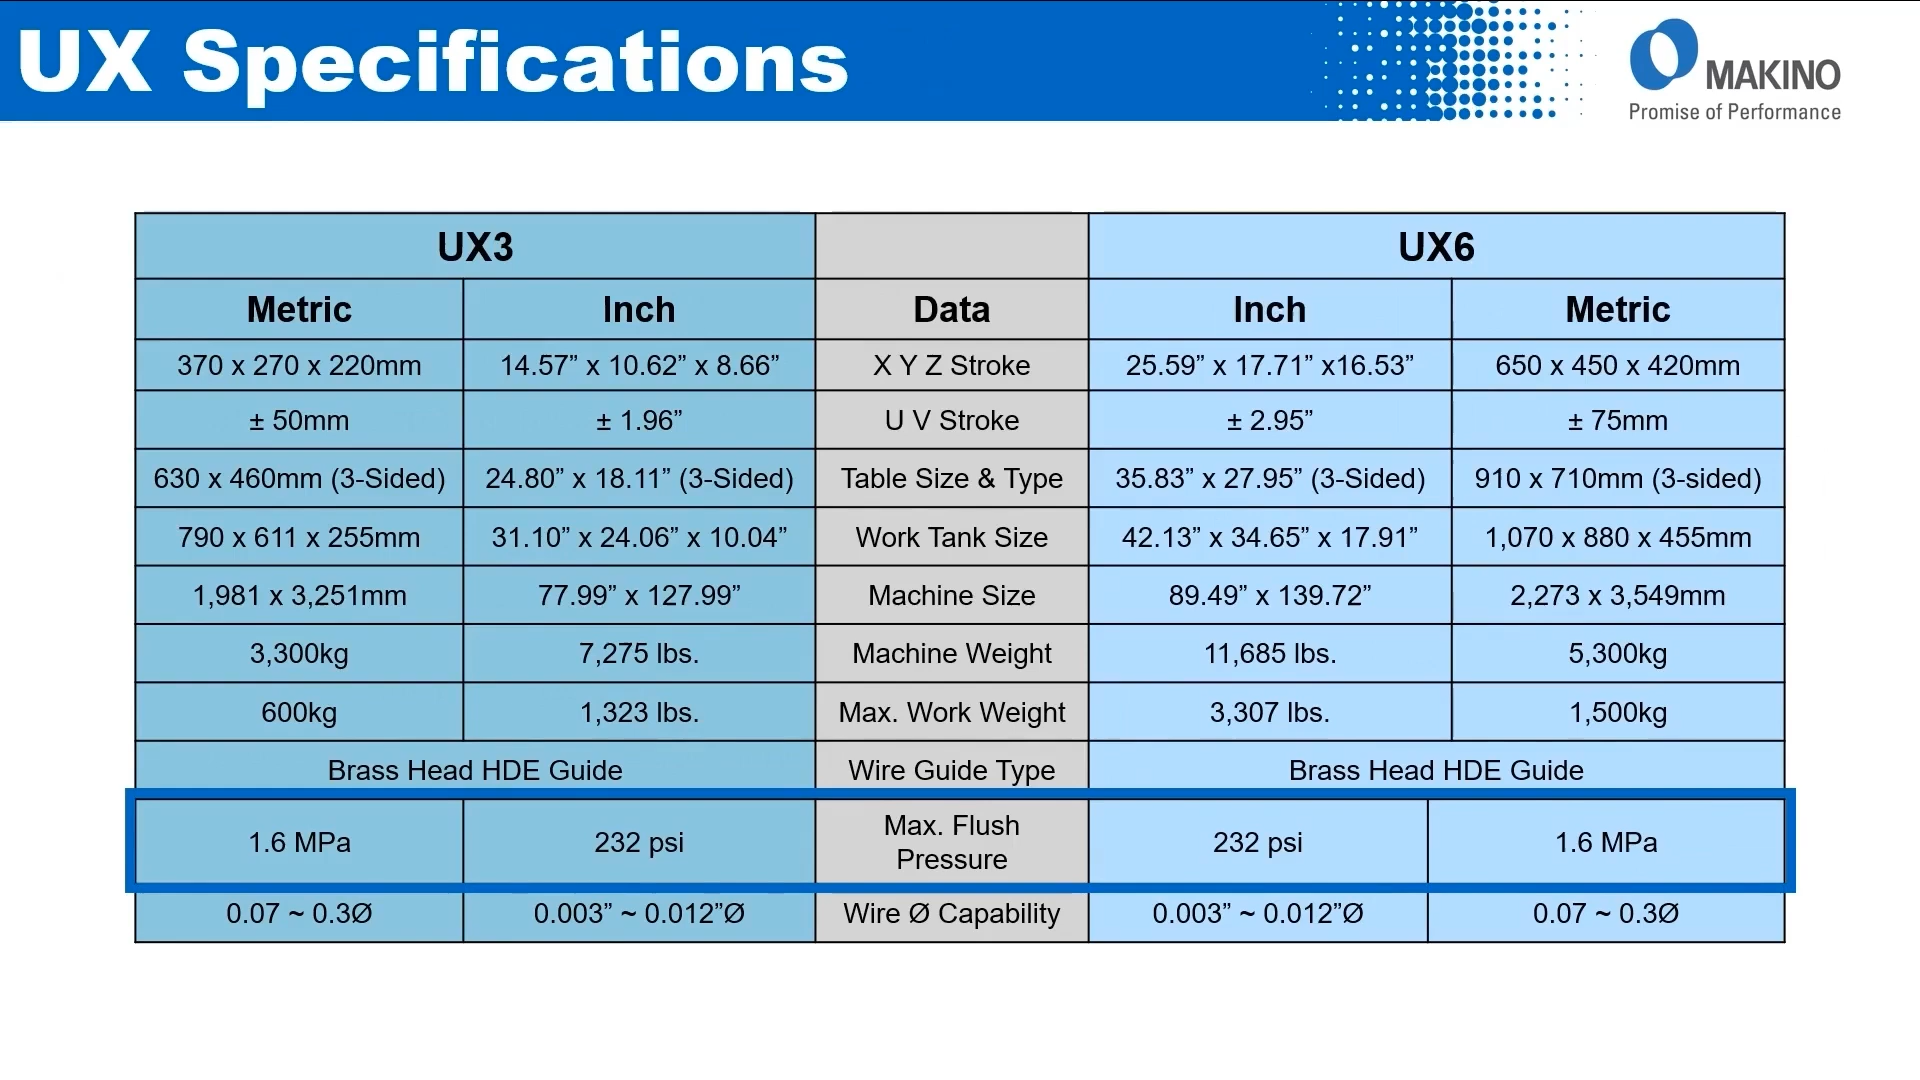 UX Specifications
MAKINO
Promise of Performance
UX3 UX6
Metric Inch Data Inch Metric
370 x 270 x 220mm 14.57” x 10.62” x 8.66” X Y Z Stroke 25.59” x 17.71” x16.53” 650 x 450 x 420mm
± 50mm ± 1.96” U V Stroke ± 2.95” ± 75mm
630 x 460mm (3-Sided) 24.80” x 18.11” (3-Sided) Table Size & Type 35.83” x 27.95” (3-Sided) 910 x 710mm (3-sided)
790 x 611 x 255mm 31.10” x 24.06” x 10.04” Work Tank Size 42.13” x 34.65” x 17.91” 1,070 x 880 x 455mm
1,981 x 3,251mm 77.99” x 127.99” Machine Size 89.49” x 139.72” 2,273 x 3,549mm
3,300kg 7,275 lbs. Machine Weight 11,685 lbs. 5,300kg
600kg 1,323 lbs. Max. Work Weight 3,307 lbs. 1,500kg
Brass Head HDE Guide Wire Guide Type Brass Head HDE Guide
1.6 MPa 232 psi Max. Flush Pressure 232 psi 1.6 MPa
0.07 ~ 0.3Ø 0.003” ~ 0.012”Ø Wire Ø Capability 0.003” ~ 0.012”Ø 0.07 ~ 0.3Ø